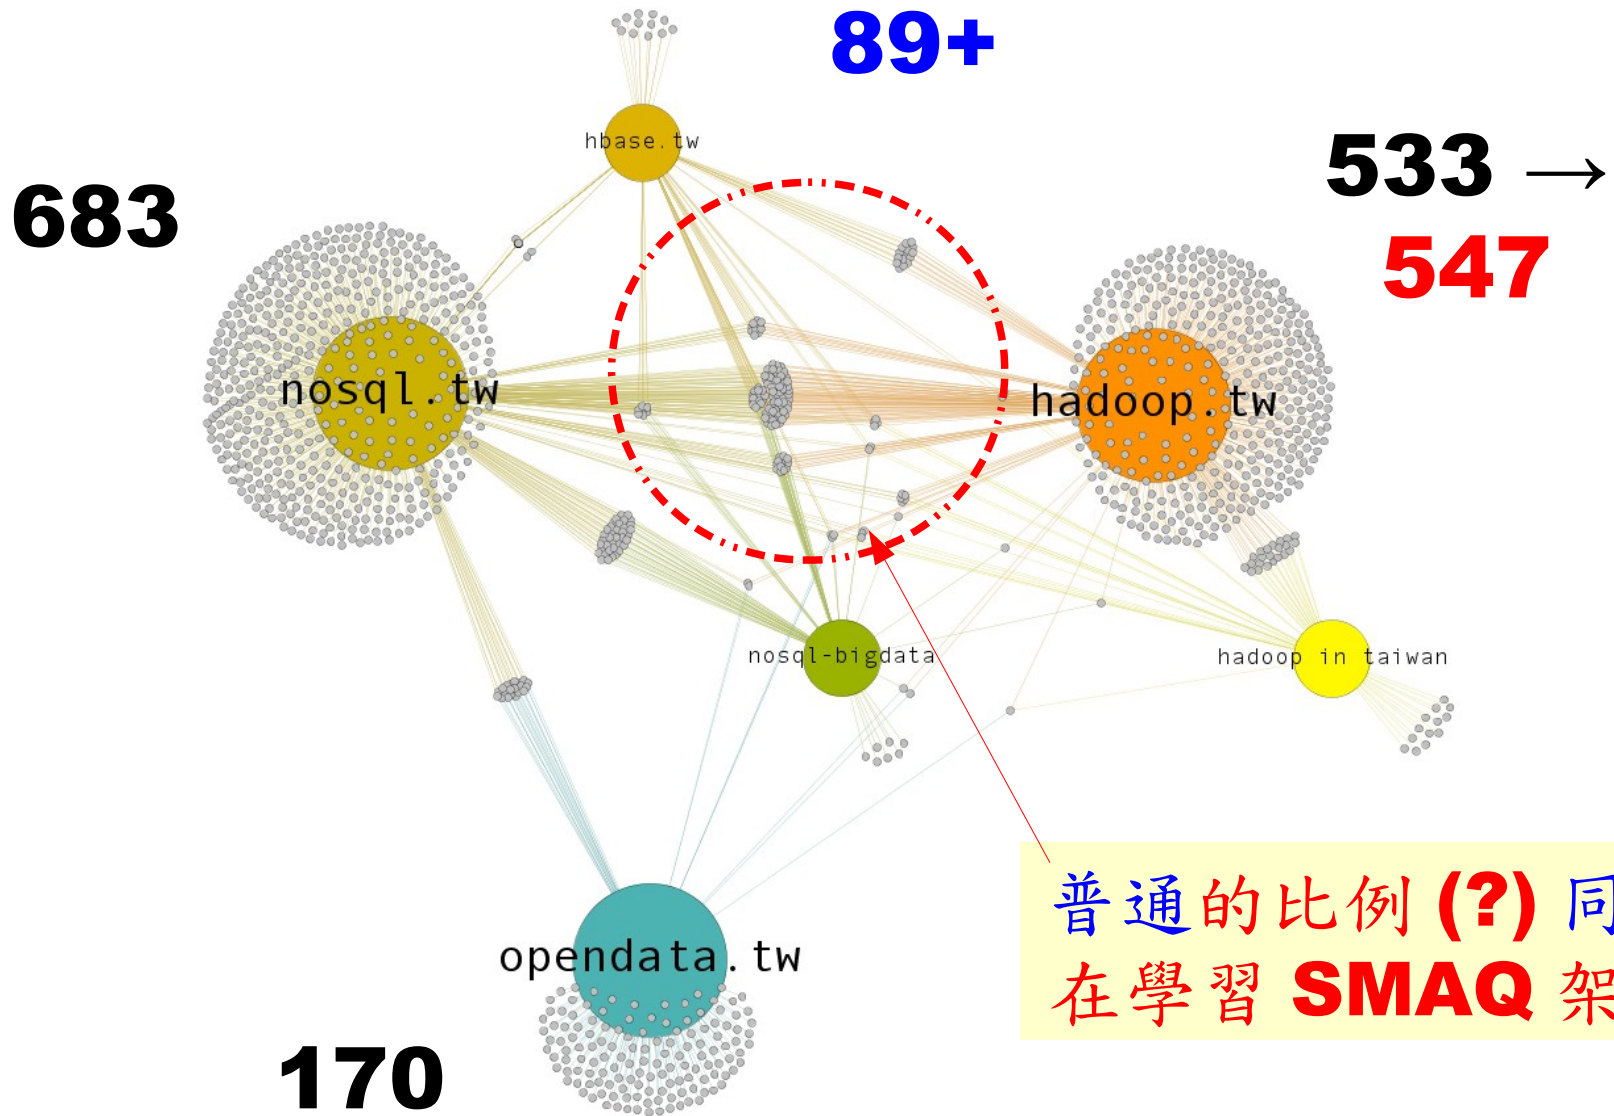 89+
hbase.tw
533 →
683
547
nosql.tw
hadoop.tw
nosql-bigdata
hadoop in taiwan
普通的比例 (?) 同
在學習 SMAQ 架
opendata.tw
170